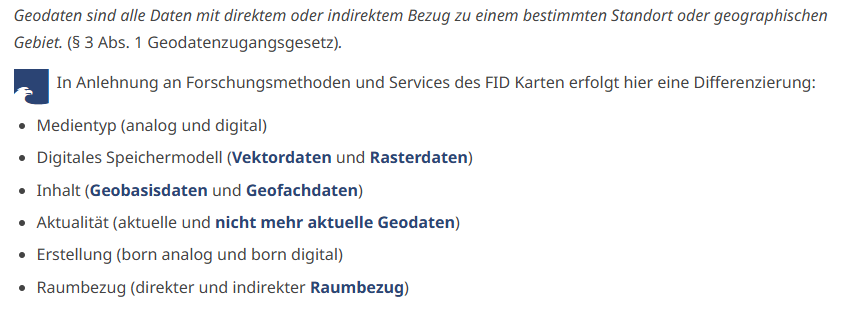 Geodaten sind alle Daten mit direktem oder indirektem Bezug zu einem bestimmten Standort oder geographischen
Gebiet. (§ 3 Abs. 1 Geodatenzugangsgesetz).
In Anlehnung an Forschungsmethoden und Services des FID Karten erfolgt hier eine Differenzierung:
• Medientyp (analog und digital)
• Digitales Speichermodell (Vektordaten und Rasterdaten)
• Inhalt (Geobasisdaten und Geofachdaten)
• Aktualität (aktuelle und nicht mehr aktuelle Geodaten)
• Erstellung (born analog und born digital)
• Raumbezug (direkter und indirekter Raumbezug)